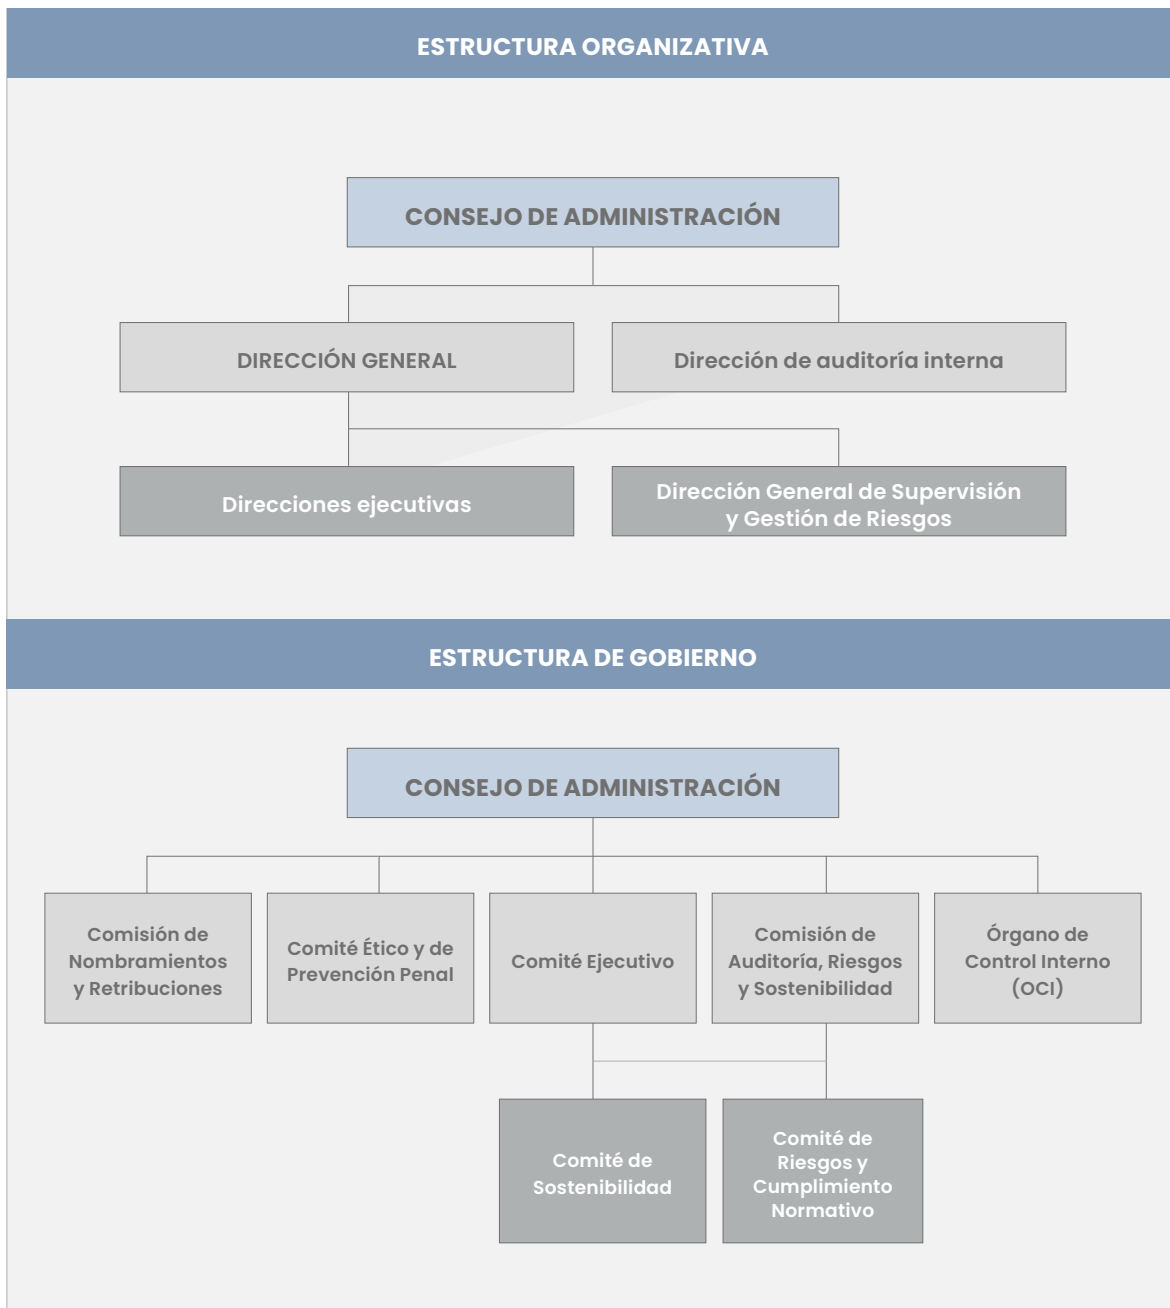 ESTRUCTURA ORGANIZATIVA
CONSEJO DE ADMINISTRACIÓN
DIRECCIÓN GENERAL
Dirección de auditoría interna
Direcciones ejecutivas
Dirección General de Supervisión
y Gestión de Riesgos
ESTRUCTURA DE GOBIERNO
CONSEJO DE ADMINISTRACIÓN
Comisión de
Nombramientos
y Retribuciones
Comité Ético y de
Prevención Penal
Comité Ejecutivo
Comisión de
Auditoría, Riesgos
y Sostenibilidad
Órgano de
Control Interno
(OCI)
Comité de
Sostenibilidad
Comité de
Riesgos y
Cumplimiento
Normativo